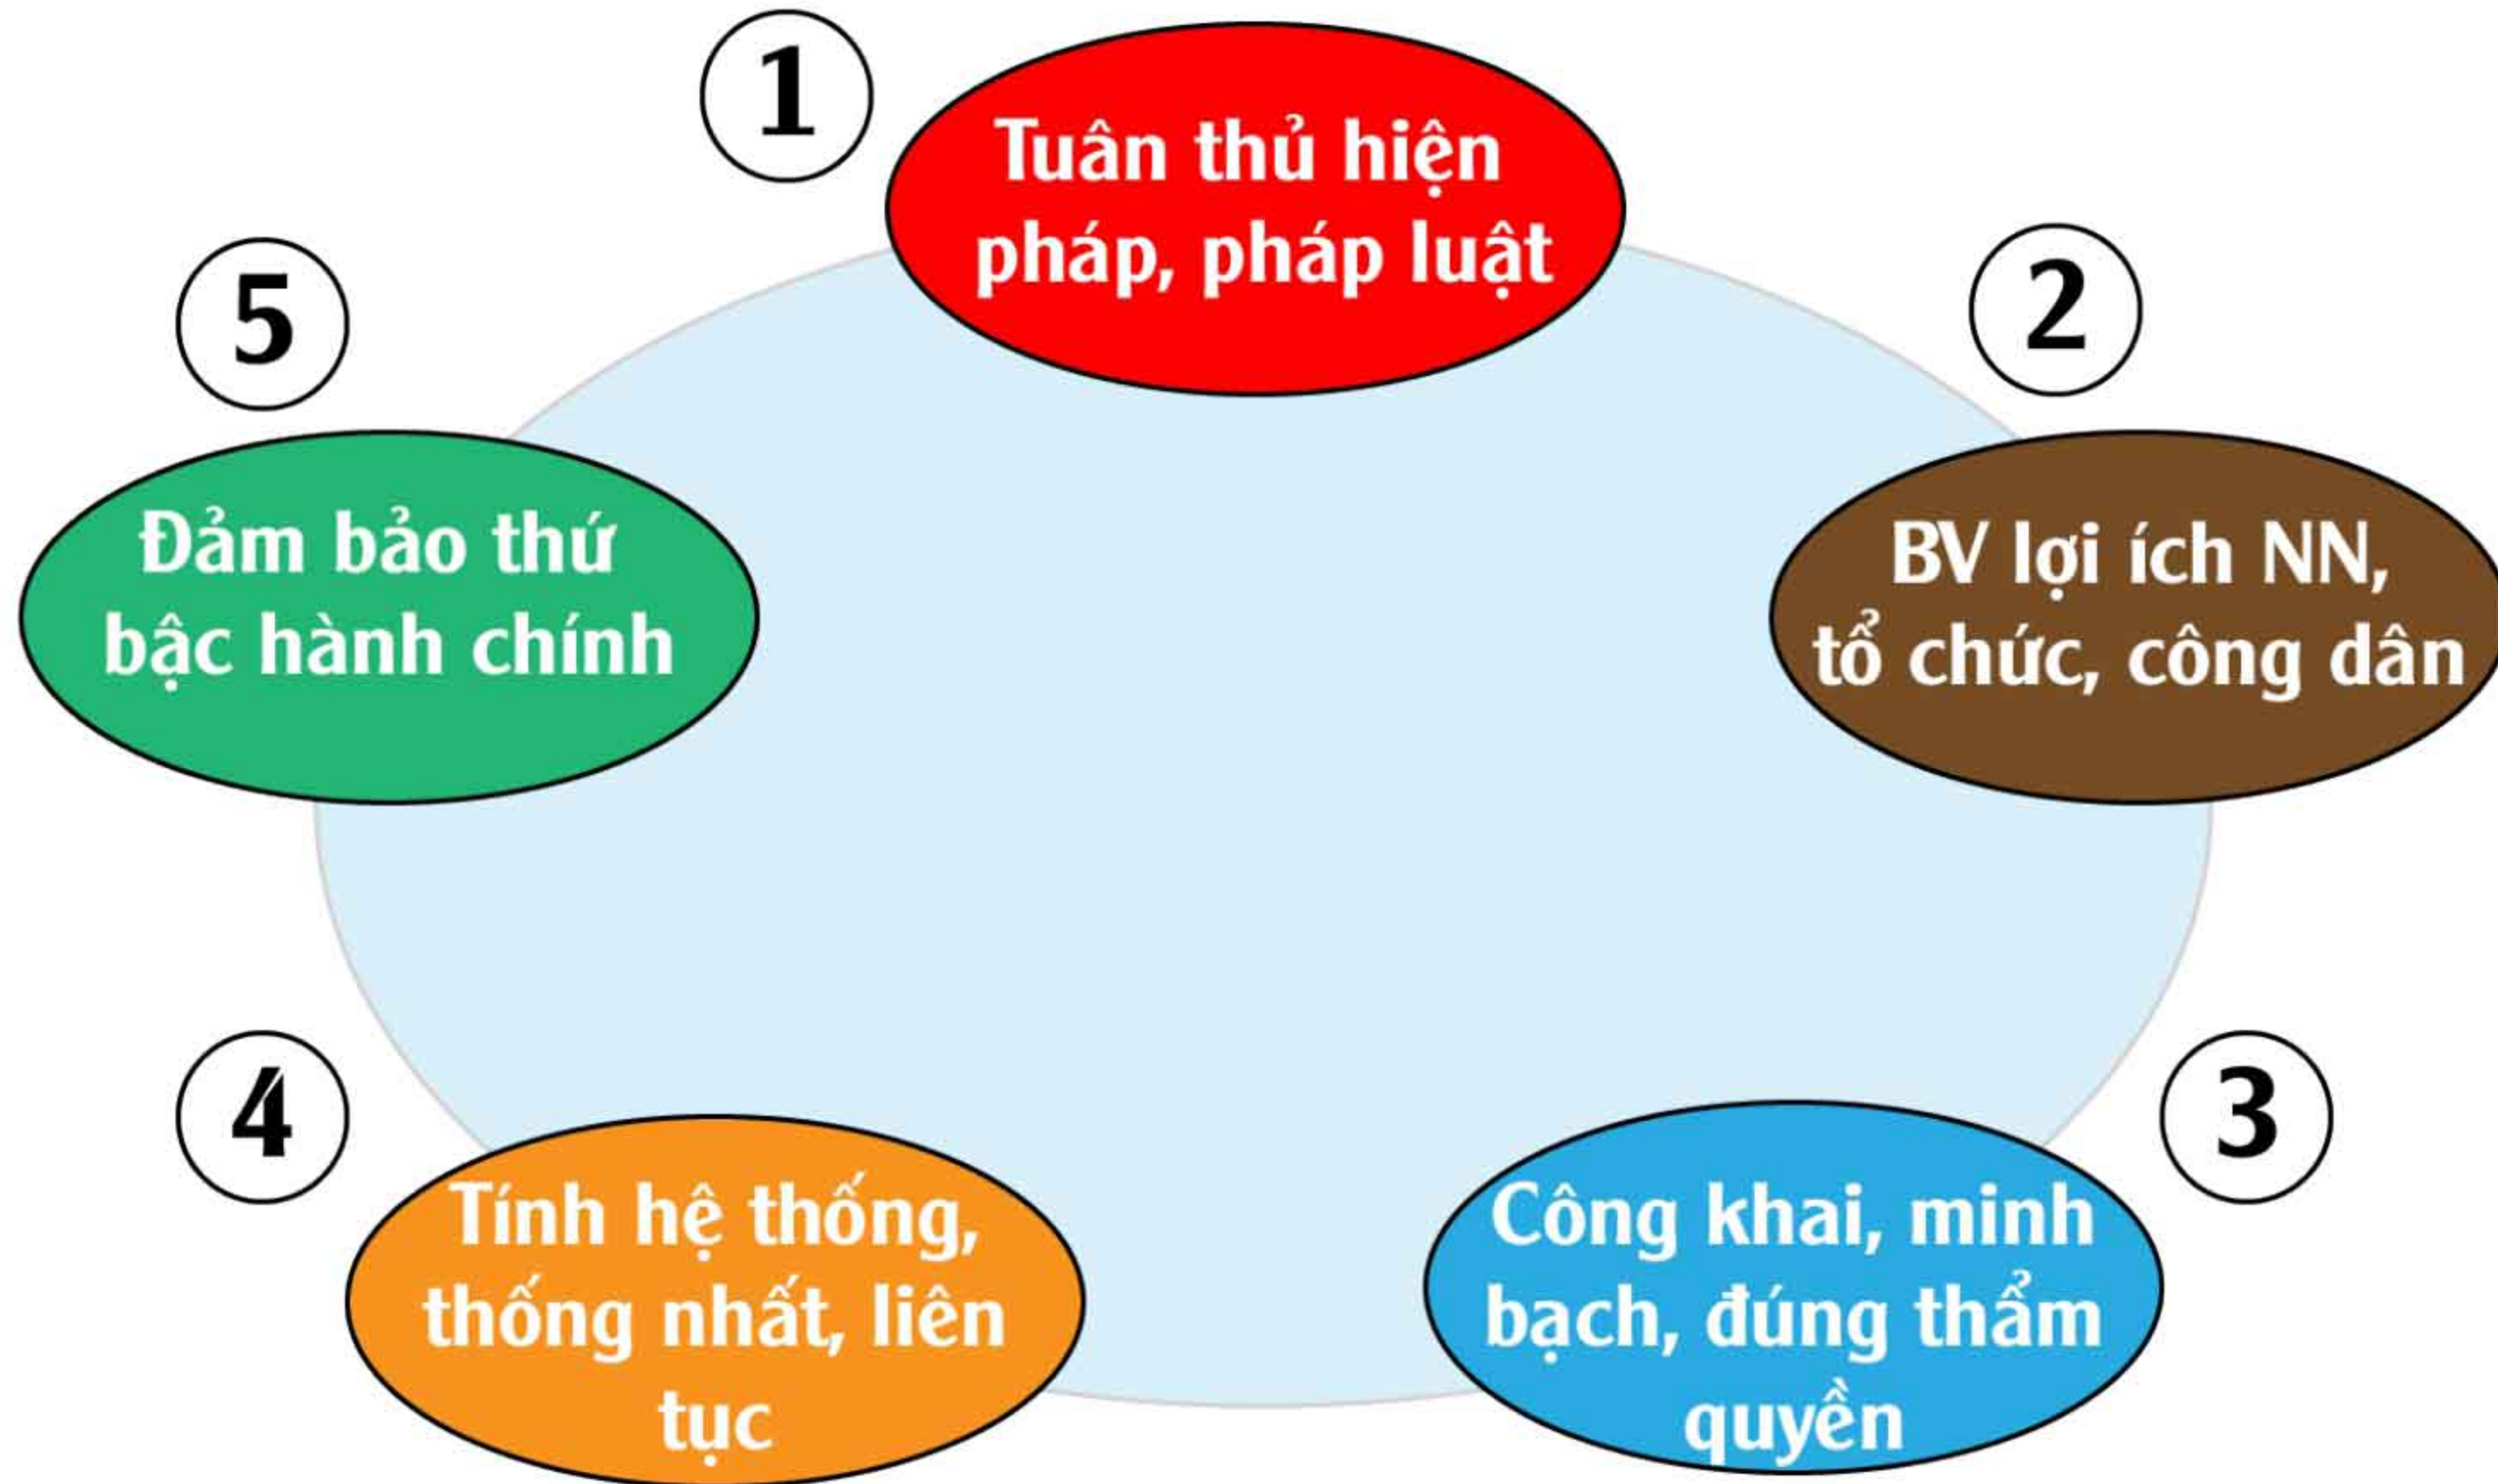 1
Tuân thủ hiện
pháp, pháp luật
2
BV lợi ích NN,
tổ chức, công dân
3
Công khai, minh
bạch, đúng thẩm
quyền
4
Tính hệ thống,
thống nhất, liên
tục
5
Đảm bảo thứ
bậc hành chính